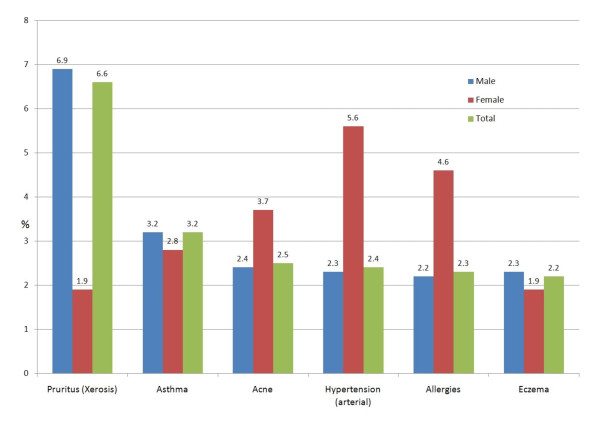 8
7
6
5
4
3
2
1
0
%
6.9
1.9
6.6
3.2
2.8
3.2
2.4
3.7
2.5
2.3
5.6
2.4
2.2
4.6
2.3
2.3
1.9
2.2
Male
Female
Total
Pruritus (Xerosis)
Asthma
Acne
Hypertension
(arterial)
Allergies
Eczema